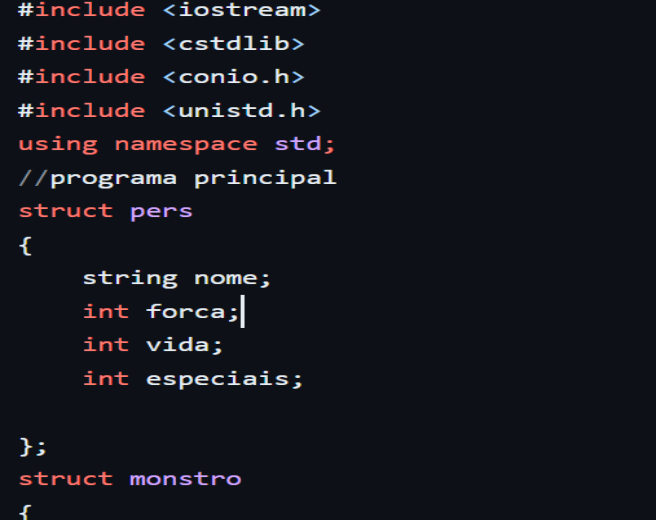 #include <iostream>
#include <cstdlib>
#include <conio.h>
#include <unistd.h>
using namespace std;
//programa principal
struct pers
{
string nome;
int forca;
int vida;
int especiais;
};
struct monstro
{